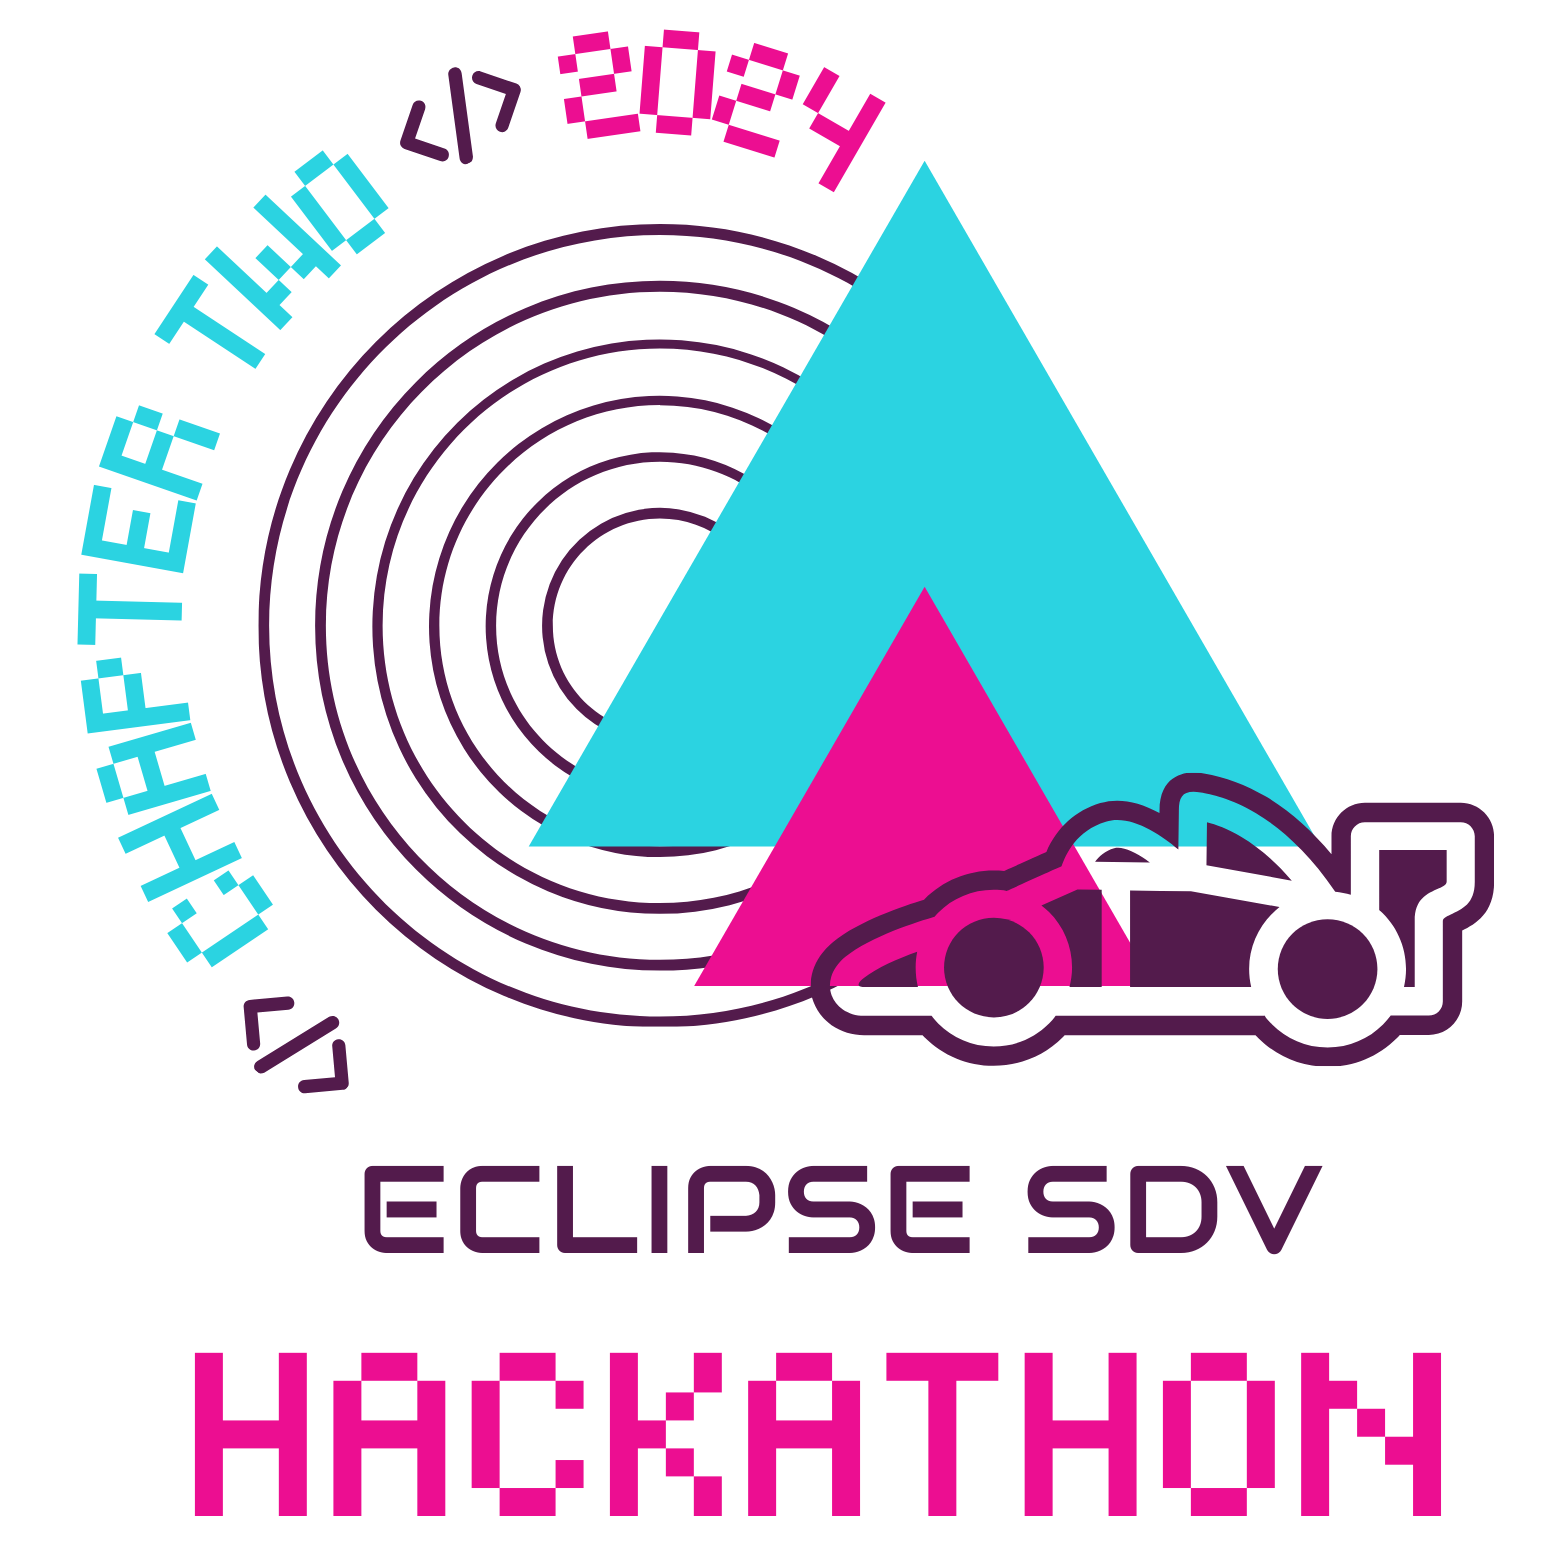 </> CHAPTER TWO </> 2024
ECLIPSE SDV
HACKATHON